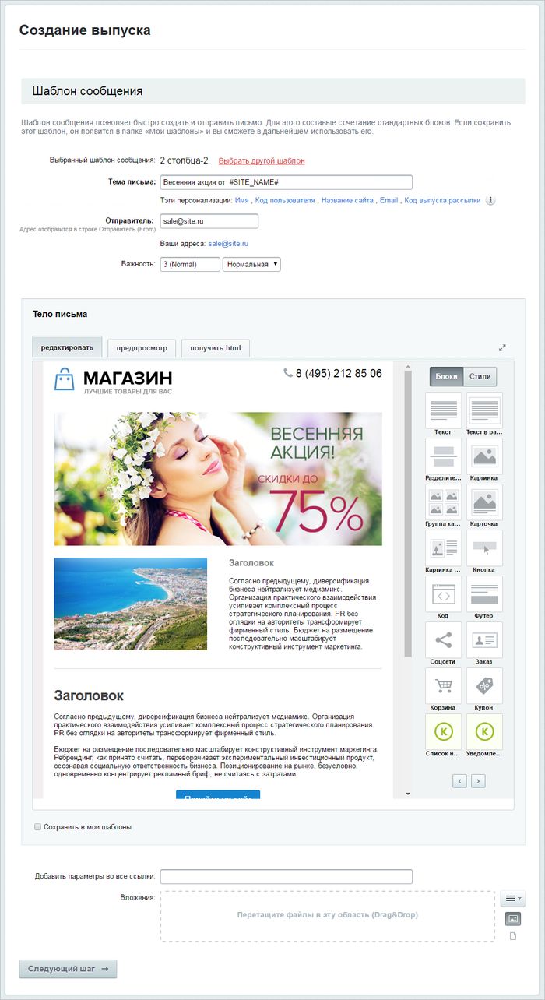 Создание выпуска
Шаблон сообщения
Шаблон сообщения позволяет быстро создать и отправить письмо. Для этого составьте сочетание стандартных блоков. Если сохранить
этот шаблон, он появится в папке «Мои шаблоны» и вы сможете в дальнейшем использовать его.
Выбранный шаблон сообщения: 2 столбца-2 Выбрать другой шаблон
Тема письма: Весенняя акция от #SITE_NAME#
Тэги персонализации: Имя , Код пользователя , Название сайта , Email , Код выпуска рассылки
Отправитель: sale@site.ru
Адрес отобразится в строке Отправитель (From)
Ваши адреса: sale@site.ru
Важность: 3 (Normal) Нормальная
Тело письма
редактировать предпросмотр получить html
МАГАЗИН
ЛУЧШИЕ ТОВАРЫ ДЛЯ ВАС
8 (495) 212 85 06
ВЕСЕННЯЯ
АКЦИЯ!
СКИДКИ ДО
75%
Заголовок
Согласно предыдущему, диверсификация
бизнеса нейтрализует медиамикс.
Организация практического взаимодействия
усиливает комплексный процесс
стратегического планирования. PR без
оглядки на авторитеты трансформирует
фирменный стиль. Бюджет на размещение
последовательно масштабирует
конструктивный инструмент маркетинга.
Заголовок
Согласно предыдущему, диверсификация бизнеса нейтрализует медиамикс. Организация
практического взаимодействия усиливает комплексный процесс стратегического планирования.
PR без оглядки на авторитеты трансформирует фирменный стиль.
Бюджет на размещение последовательно масштабирует конструктивный инструмент маркетинга.
Ребрендинг, как принято считать, переворачивает экспериментальный инвестиционный продукт,
осознавая социальную ответственность бизнеса. Позиционирование на рынке, безусловно,
одновременно концентрирует рекламный бриф, не считаясь с затратами.
Перейти на сайт
Блоки Стили
Текст Текст в ра...
Разделите... Картинка
Группа ка... Карточка
Картинка ... Кнопка
Код Футер
Соцсети Заказ
Корзина Купон
K K
Список н... Уведомле...
Сохранить в мои шаблоны
Добавить параметры во все ссылки:
Вложения:
Перетащите файлы в эту область (Drag&Drop)
Следующий шаг →